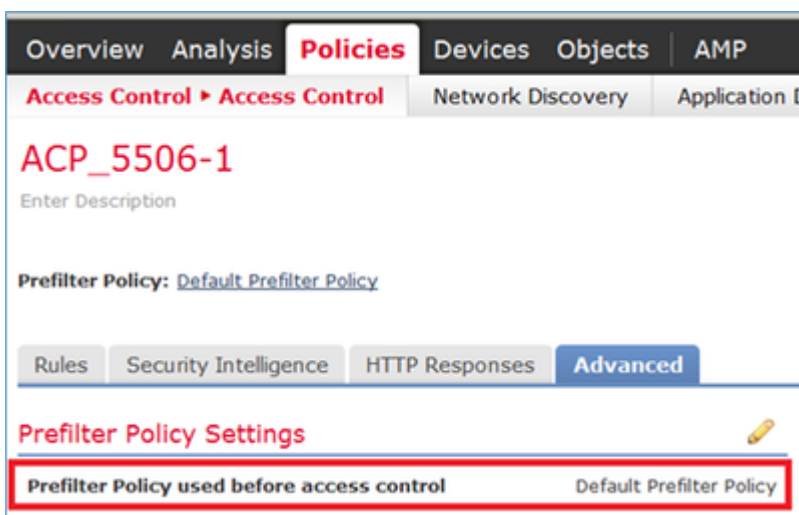 Overview Analysis Policies Devices Objects AMP
Access Control ▸ Access Control Network Discovery Application
ACP_5506-1
Enter Description
Prefilter Policy: Default Prefilter Policy
Rules Security Intelligence HTTP Responses Advanced
Prefilter Policy Settings
Prefilter Policy used before access control Default Prefilter Policy